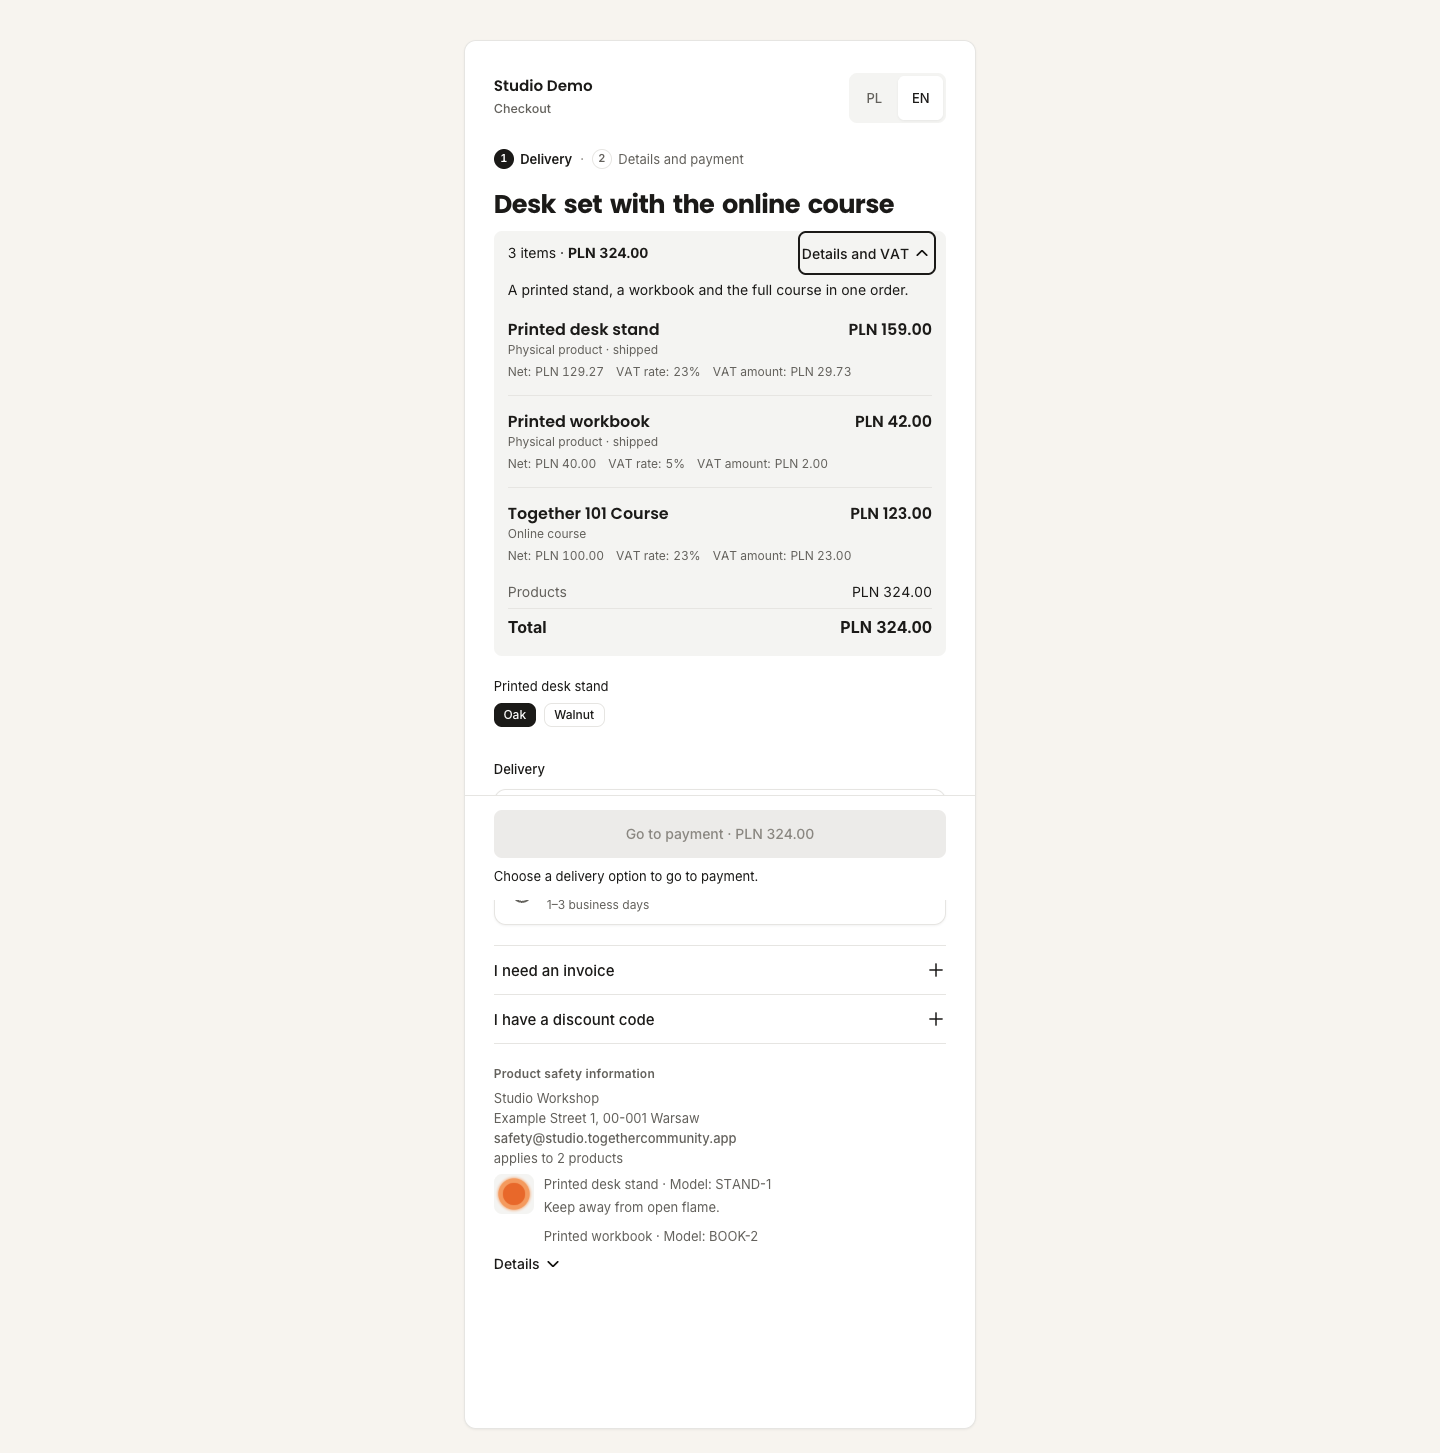 Studio Demo
Checkout
PL EN
1 Delivery · 2 Details and payment
Desk set with the online course
3 items · PLN 324.00 Details and VAT
A printed stand, a workbook and the full course in one order.
Printed desk stand PLN 159.00
Physical product · shipped
Net: PLN 129.27 VAT rate: 23% VAT amount: PLN 29.73
Printed workbook PLN 42.00
Physical product · shipped
Net: PLN 40.00 VAT rate: 5% VAT amount: PLN 2.00
Together 101 Course PLN 123.00
Online course
Net: PLN 100.00 VAT rate: 23% VAT amount: PLN 23.00
Products PLN 324.00
Total PLN 324.00
Printed desk stand
Oak Walnut
Delivery
Go to payment · PLN 324.00
Choose a delivery option to go to payment.
1–3 business days
I need an invoice
I have a discount code
Product safety information
Studio Workshop
Example Street 1, 00-001 Warsaw
safety@studio.togethercommunity.app
applies to 2 products
Printed desk stand · Model: STAND-1
Keep away from open flame.
Printed workbook · Model: BOOK-2
Details